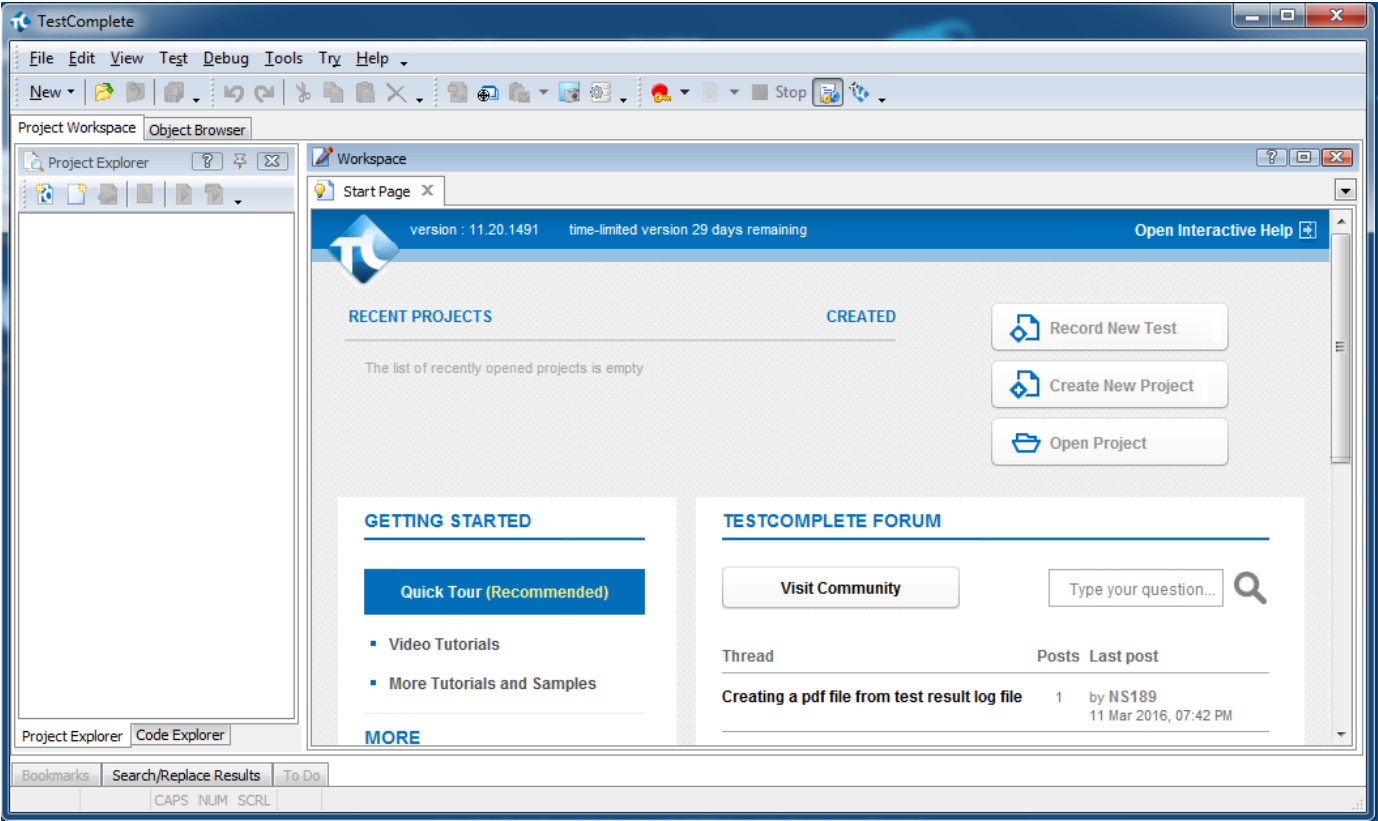 TestComplete
File Edit View Test Debug Tools Try Help
New Stop
Project Workspace Object Browser
Project Explorer
Workspace
Start Page
version : 11.20.1491 time-limited version 29 days remaining Open Interactive Help
RECENT PROJECTS CREATED
The list of recently opened projects is empty
Record New Test
Create New Project
Open Project
GETTING STARTED
Quick Tour (Recommended)
Video Tutorials
More Tutorials and Samples
MORE
TESTCOMPLETE FORUM
Visit Community Type your question...
Thread Posts Last post
Creating a pdf file from test result log file 1 by NS189
11 Mar 2016, 07:42 PM
Project Explorer Code Explorer
Bookmarks Search/Replace Results To Do
CAPS NUM SCRL